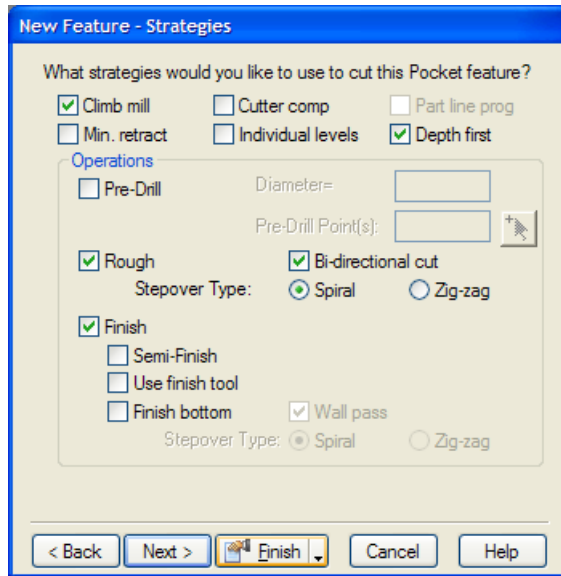 New Feature - Strategies
What strategies would you like to use to cut this Pocket feature?
Climb mill Cutter comp Part line prog
Min. retract Individual levels Depth first
Operations
Pre-Drill Diameter=
Pre-Drill Point(s):
Rough Bi-directional cut
Stepover Type: Spiral Zig-zag
Finish
Semi-Finish
Use finish tool
Finish bottom Wall pass
Stepover Type: Spiral Zig-zag
< Back Next > Finish Cancel Help